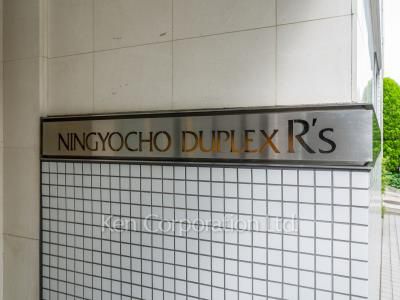 NINGYOCHO DUPLEX R's
Ken Corporation Ltd.